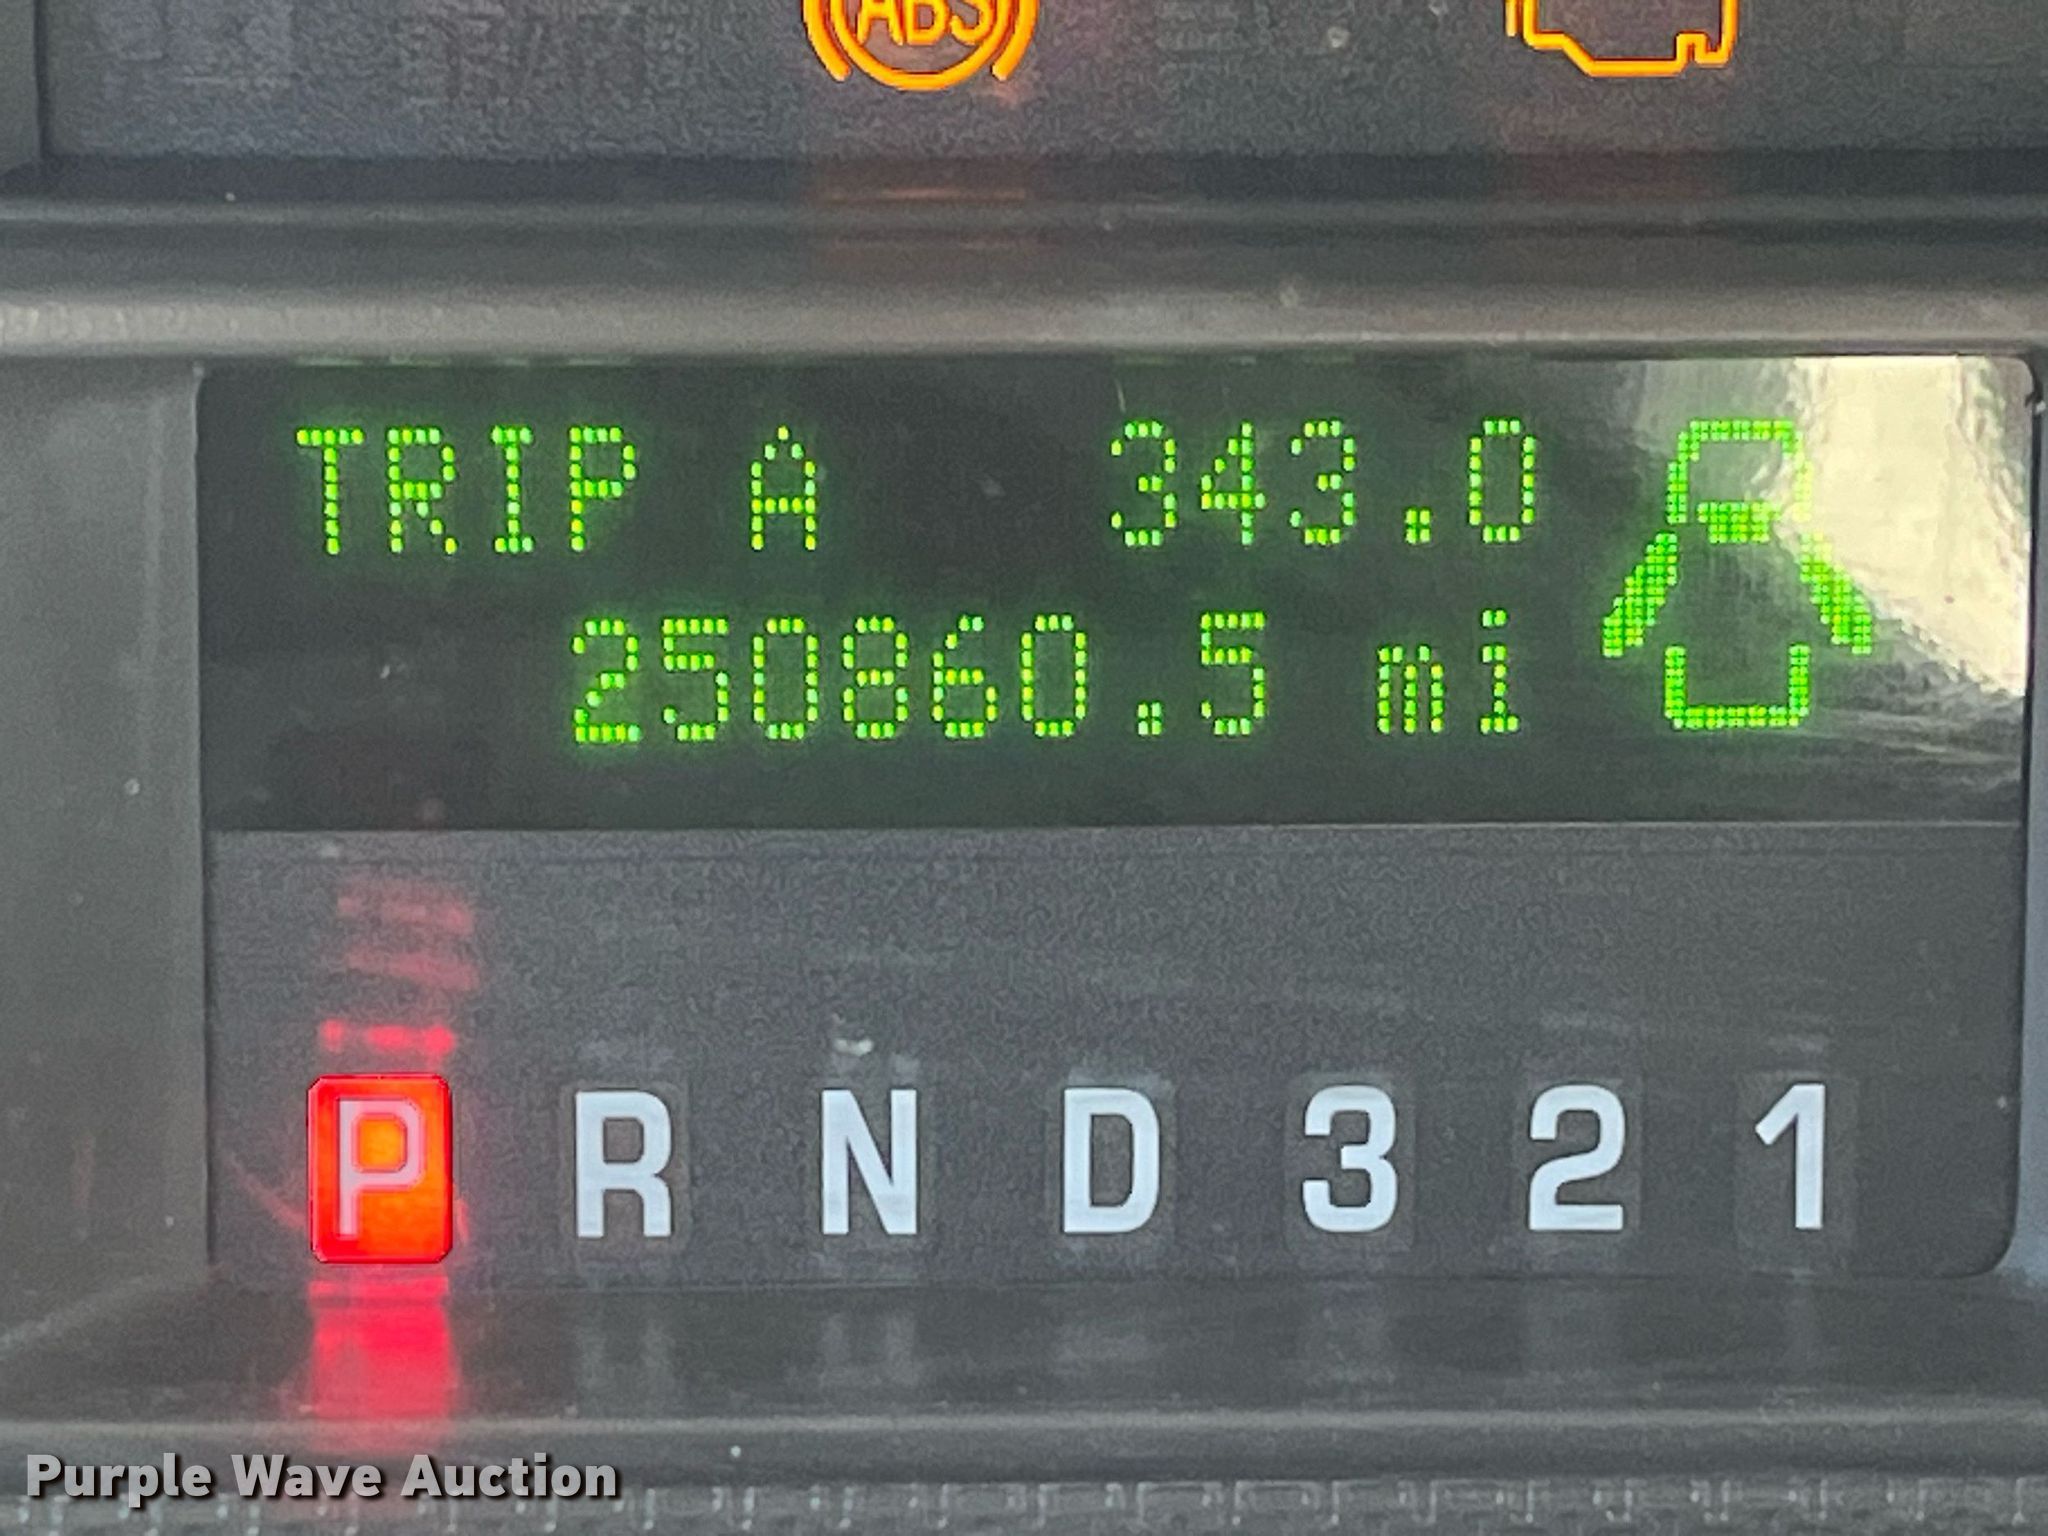 ABS
TRIP A 343.0
250860.5 mi
P R N D 3 2 1
Purple Wave Auction